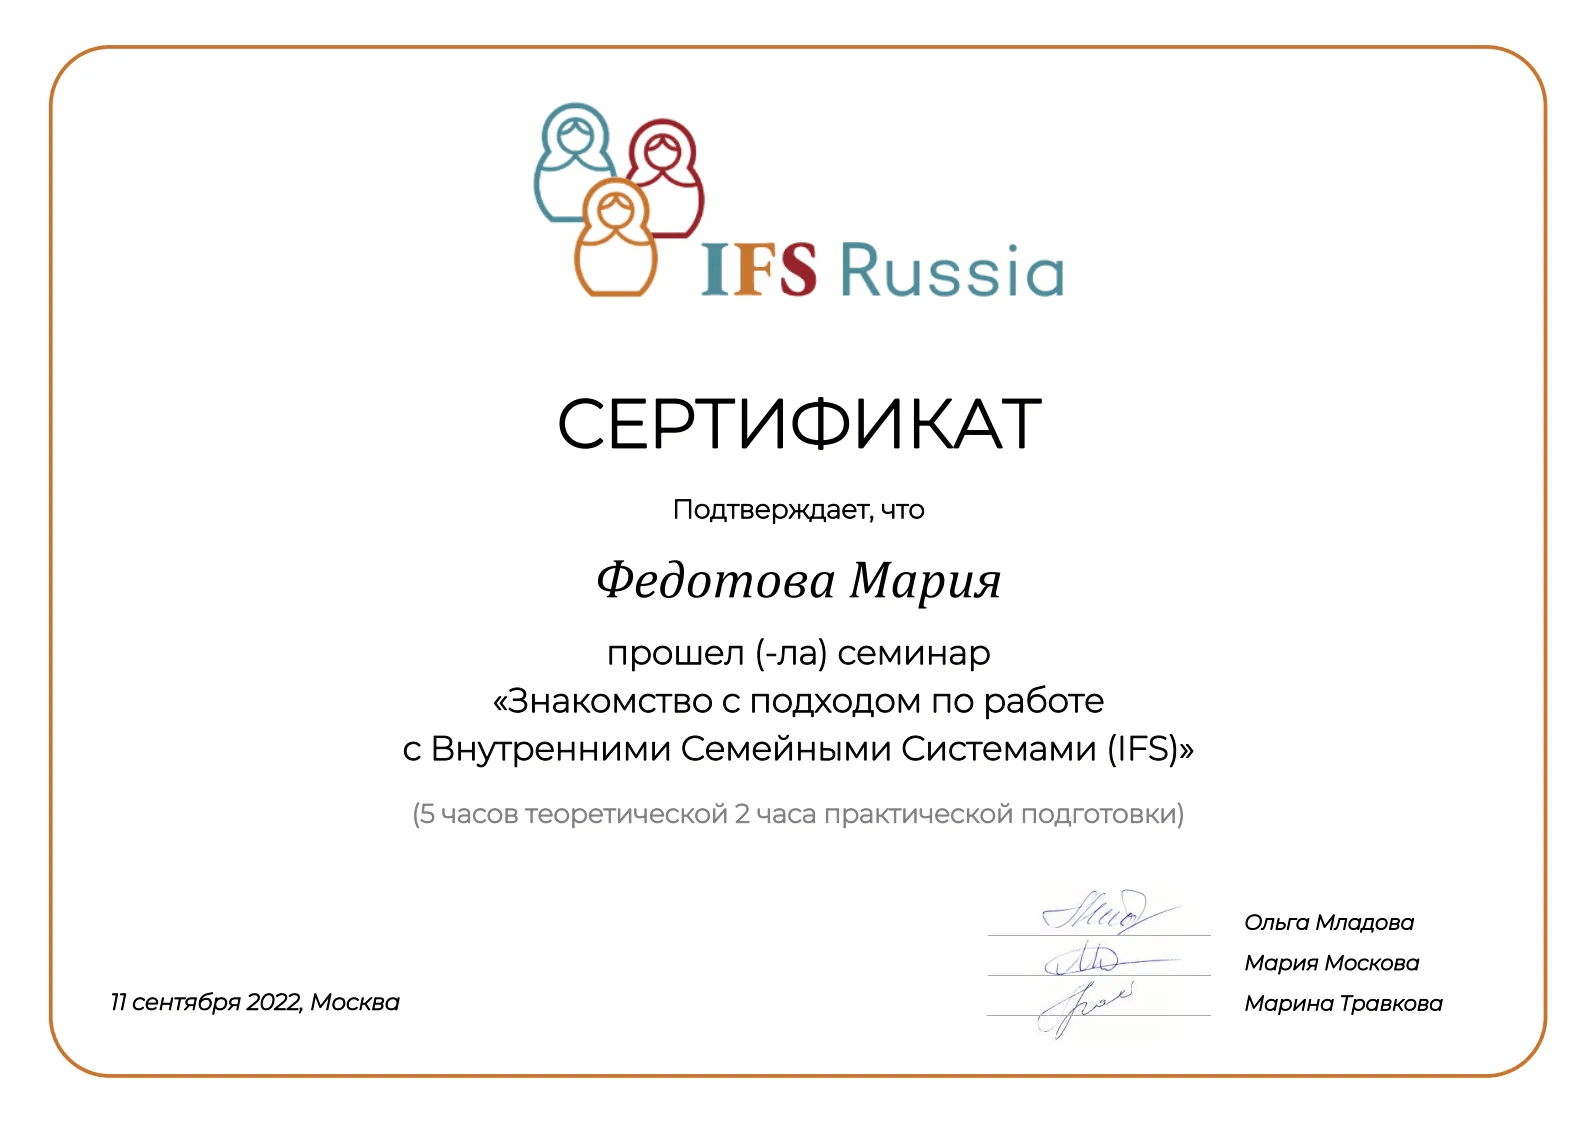 IFS Russia
СЕРТИФИКАТ
Подтверждает, что
Федотова Мария
прошел (-ла) семинар
«Знакомство с подходом по работе
с Внутренними Семейными Системами (IFS)»
(5 часов теоретической 2 часа практической подготовки)
Ольга Младова
Мария Москова
Марина Травкова
11 сентября 2022, Москва